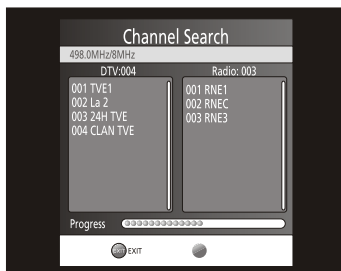 Channel Search
498.0MHz/8MHz
DTV:004
Radio: 003
001 TVE1
002 La 2
003 24H TVE
004 CLAN TVE
001 RNE1
002 RNEC
003 RNE3
Progress
EXIT EXIT